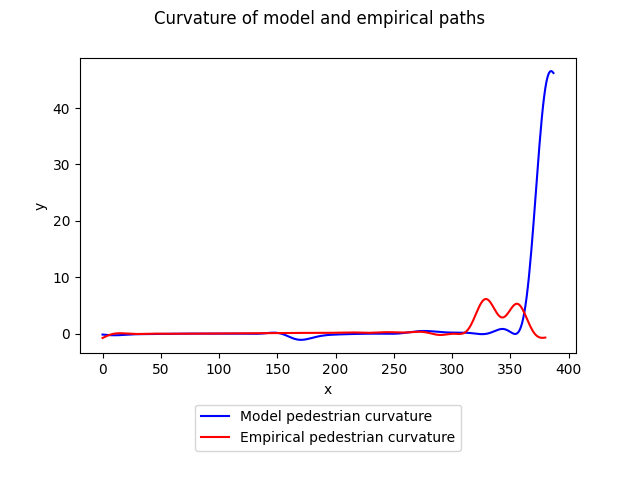 Curvature of model and empirical paths
40
30
20
10
0
y
0 50 100 150 200 250 300 350 400
x
Model pedestrian curvature
Empirical pedestrian curvature